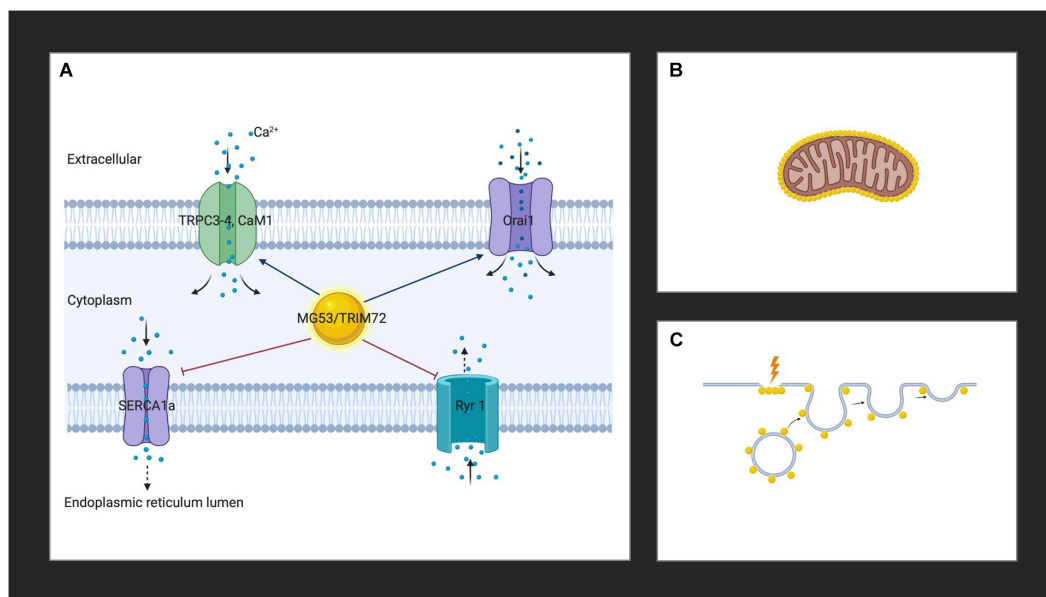 A
Ca²⁺
Extracellular
TRPC3-4, CaM1
Orai1
Cytoplasm
MG53/TRIM72
SERCA1a
Ryr 1
Endoplasmic reticulum lumen
B
C